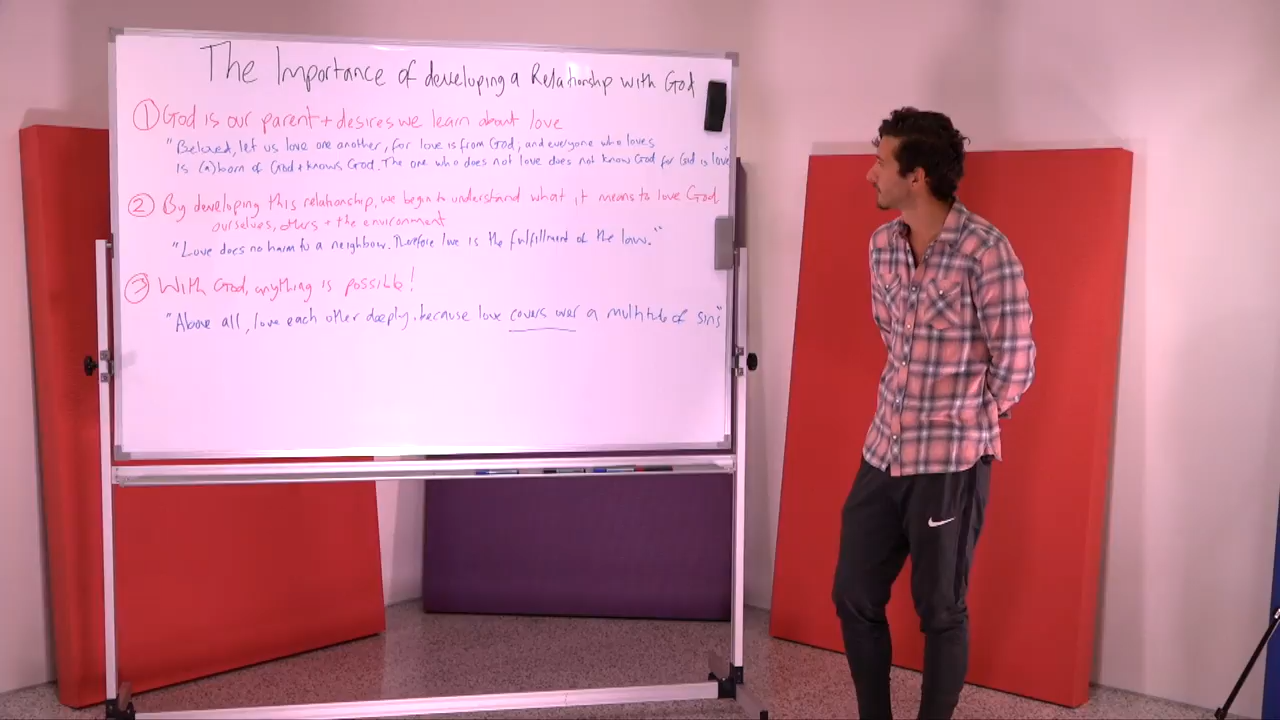 The Importance of developing a Relationship with God
① God is our parent + desires we learn about love
"Beloved, let us love one another, for love is from God, and everyone who loves
is (a) born of God + knows God. The one who does not love does not know God for God is love"
② By developing this relationship, we begin to understand what it means to love God
ourselves, others + the environment
"Love does no harm to a neighbour. Therefore love is the fulfillment of the law."
③ With God, anything is possible!
"Above all, love each other deeply, because love covers over a multitude of sins"